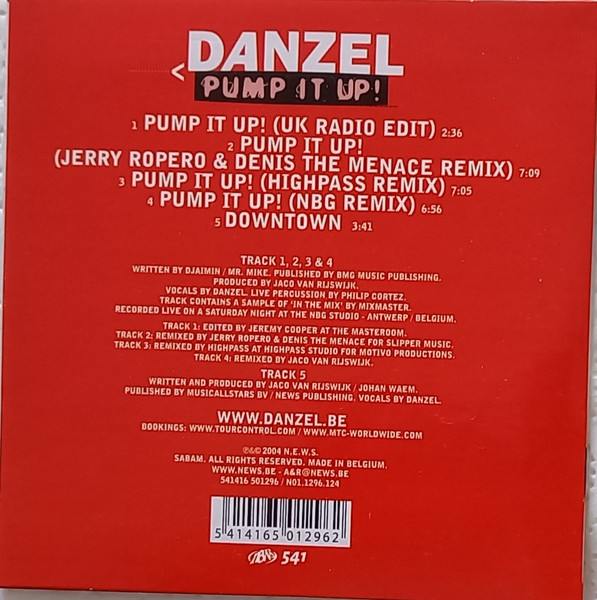 DANZEL
PUMP IT UP!
1 PUMP IT UP! (UK RADIO EDIT) 2:36
2 PUMP IT UP!
(JERRY ROPERO & DENIS THE MENACE REMIX) 7:09
3 PUMP IT UP! (HIGHPASS REMIX) 7:05
4 PUMP IT UP! (NBG REMIX) 6:56
5 DOWNTOWN 3:41
TRACK 1, 2, 3 & 4
WRITTEN BY DJAIMIN / MR. MIKE. PUBLISHED BY BMG MUSIC PUBLISHING.
PRODUCED BY JACO VAN RIJSWIJK.
VOCALS BY DANZEL. LIVE PERCUSSION BY PHILIP CORTEZ.
TRACK CONTAINS A SAMPLE OF 'IN THE MIX' BY MIXMASTER.
RECORDED LIVE ON A SATURDAY NIGHT AT THE NBG STUDIO - ANTWERP / BELGIUM.
TRACK 1: EDITED BY JEREMY COOPER AT THE MASTEROOM.
TRACK 2: REMIXED BY JERRY ROPERO & DENIS THE MENACE FOR SLIPPER MUSIC.
TRACK 3: REMIXED BY HIGHPASS AT HIGHPASS STUDIO FOR MOTIVO PRODUCTIONS.
TRACK 4: REMIXED BY JACO VAN RIJSWIJK.
TRACK 5
WRITTEN AND PRODUCED BY JACO VAN RIJSWIJK / JOHAN WAEM.
PUBLISHED BY MUSICALLSTARS BV / NEWS PUBLISHING. VOCALS BY DANZEL.
WWW.DANZEL.BE
BOOKINGS: WWW.TOURCONTROL.COM / WWW.MTC-WORLDWIDE.COM
℗&© 2004 N.E.W.S.
SABAM. ALL RIGHTS RESERVED. MADE IN BELGIUM.
WWW.NEWS.BE - A&R@NEWS.BE
541416 501296 / N01.1296.124
5 414165 012962
541